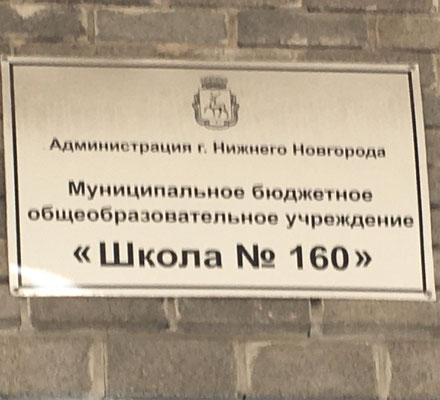 Администрация г. Нижнего Новгорода
Муниципальное бюджетное
общеобразовательное учреждение
«Школа № 160»